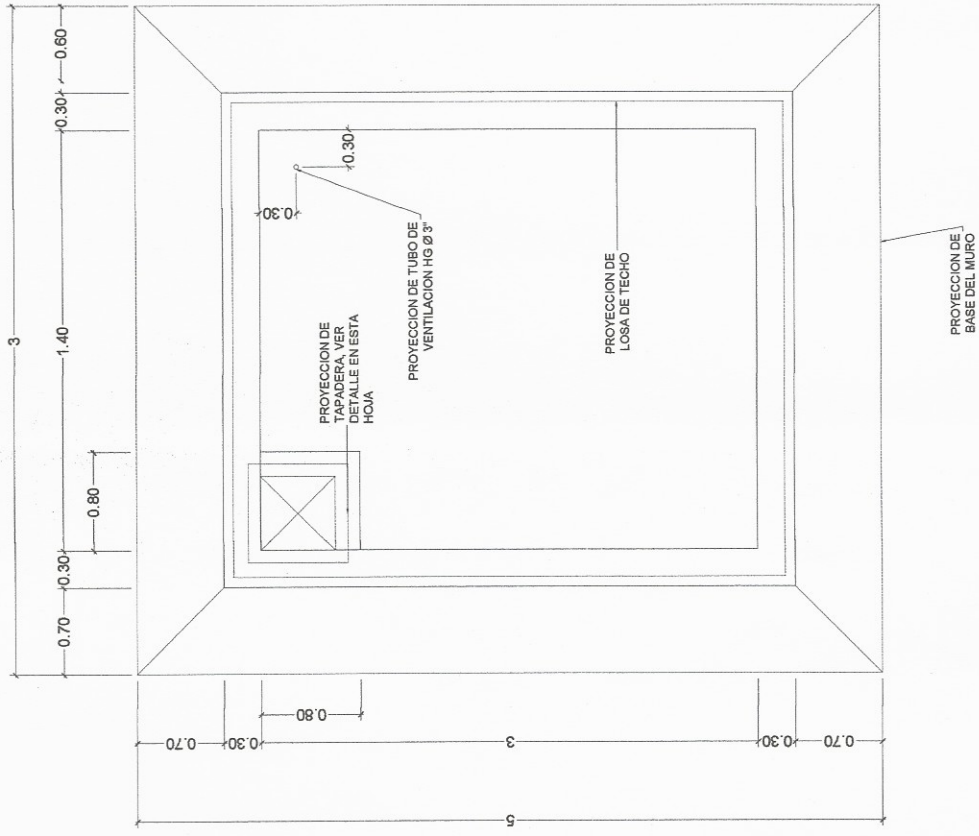 3
0.70
0.30
1.40
0.30
0.60
0.80
0.30
0.30
PROYECCION DE TUBO DE
VENTILACION HG Ø 3"
PROYECCION DE
TAPADERA, VER
DETALLE EN ESTA
HOJA
PROYECCION DE
LOSA DE TECHO
PROYECCION DE
BASE DEL MURO
0.80
0.70
0.30
3
0.30
0.70
5